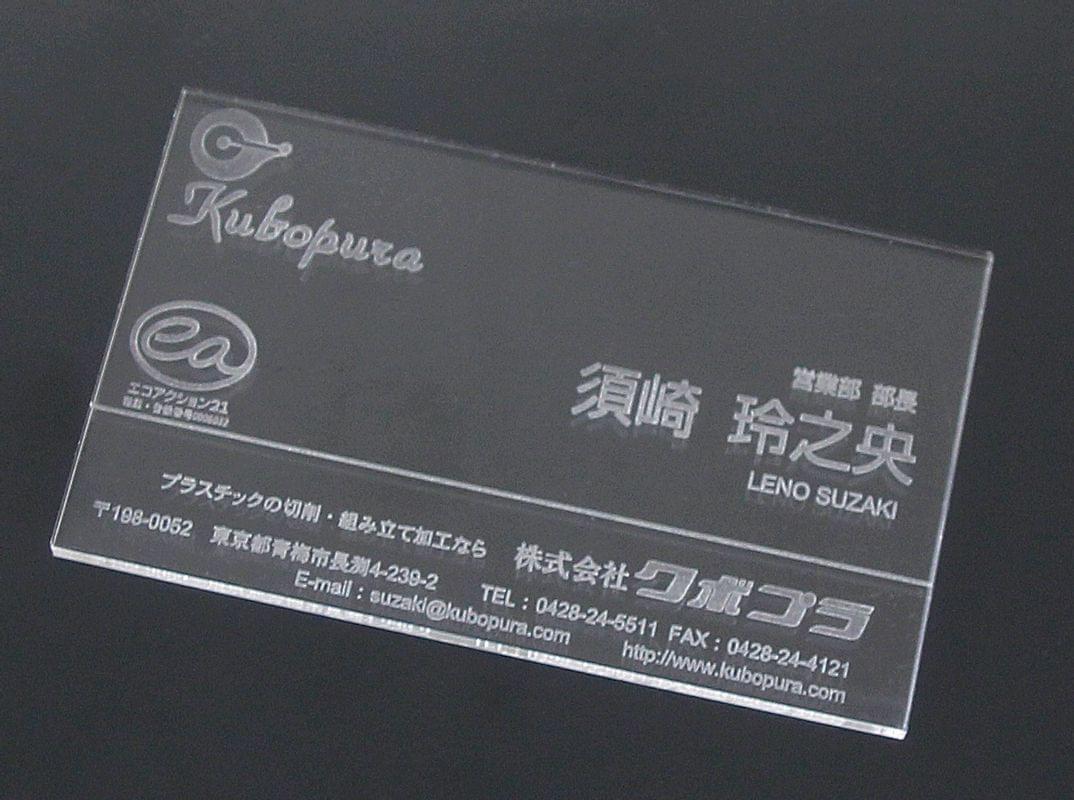 Kubopura
ea
エコアクション21
営業部 部長
須崎 玲之央
LENO SUZAKI
プラスチックの切削・組み立て加工なら 株式会社クボプラ
〒198-0052 東京都青梅市長渕4-239-2 TEL：0428-24-5511 FAX：0428-24-4121
E-mail：suzaki@kubopura.com http://www.kubopura.com